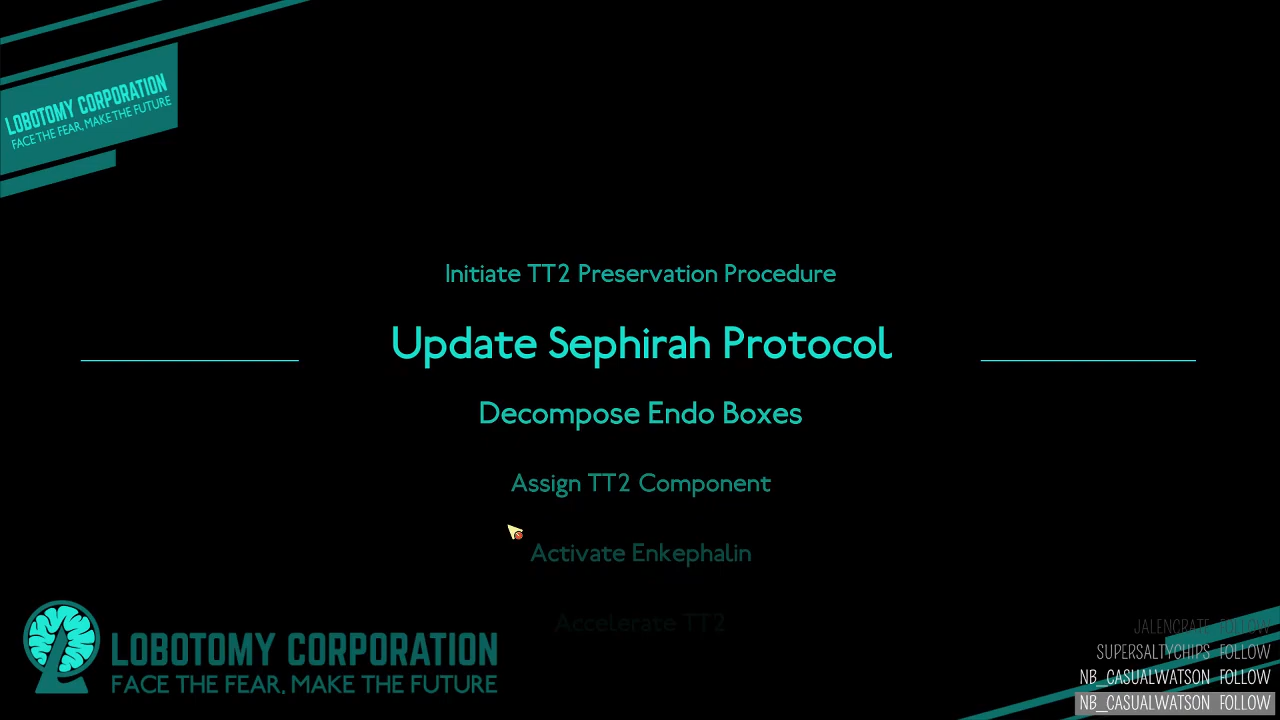 LOBOTOMY CORPORATION
FACE THE FEAR, MAKE THE FUTURE
Initiate TT2 Preservation Procedure
Update Sephirah Protocol
Decompose Endo Boxes
Assign TT2 Component
Activate Enkephalin
Accelerate TT2
LOBOTOMY CORPORATION
FACE THE FEAR, MAKE THE FUTURE
JALENCRATE FOLLOW
SUPERSALTYCHIPS FOLLOW
NB_CASUALWATSON FOLLOW
NB_CASUALWATSON FOLLOW